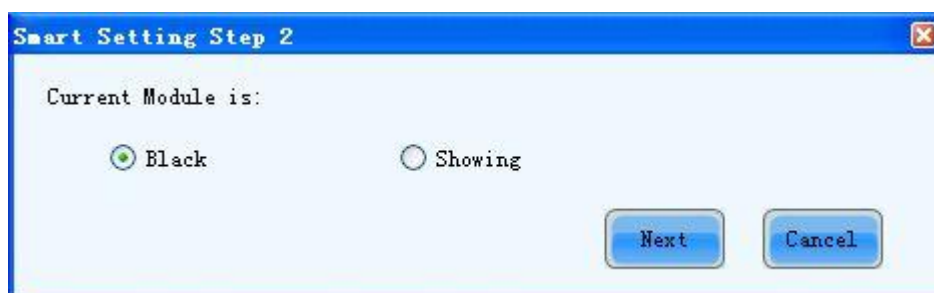 Smart Setting Step 2
Current Module is:
Black Showing
Next Cancel